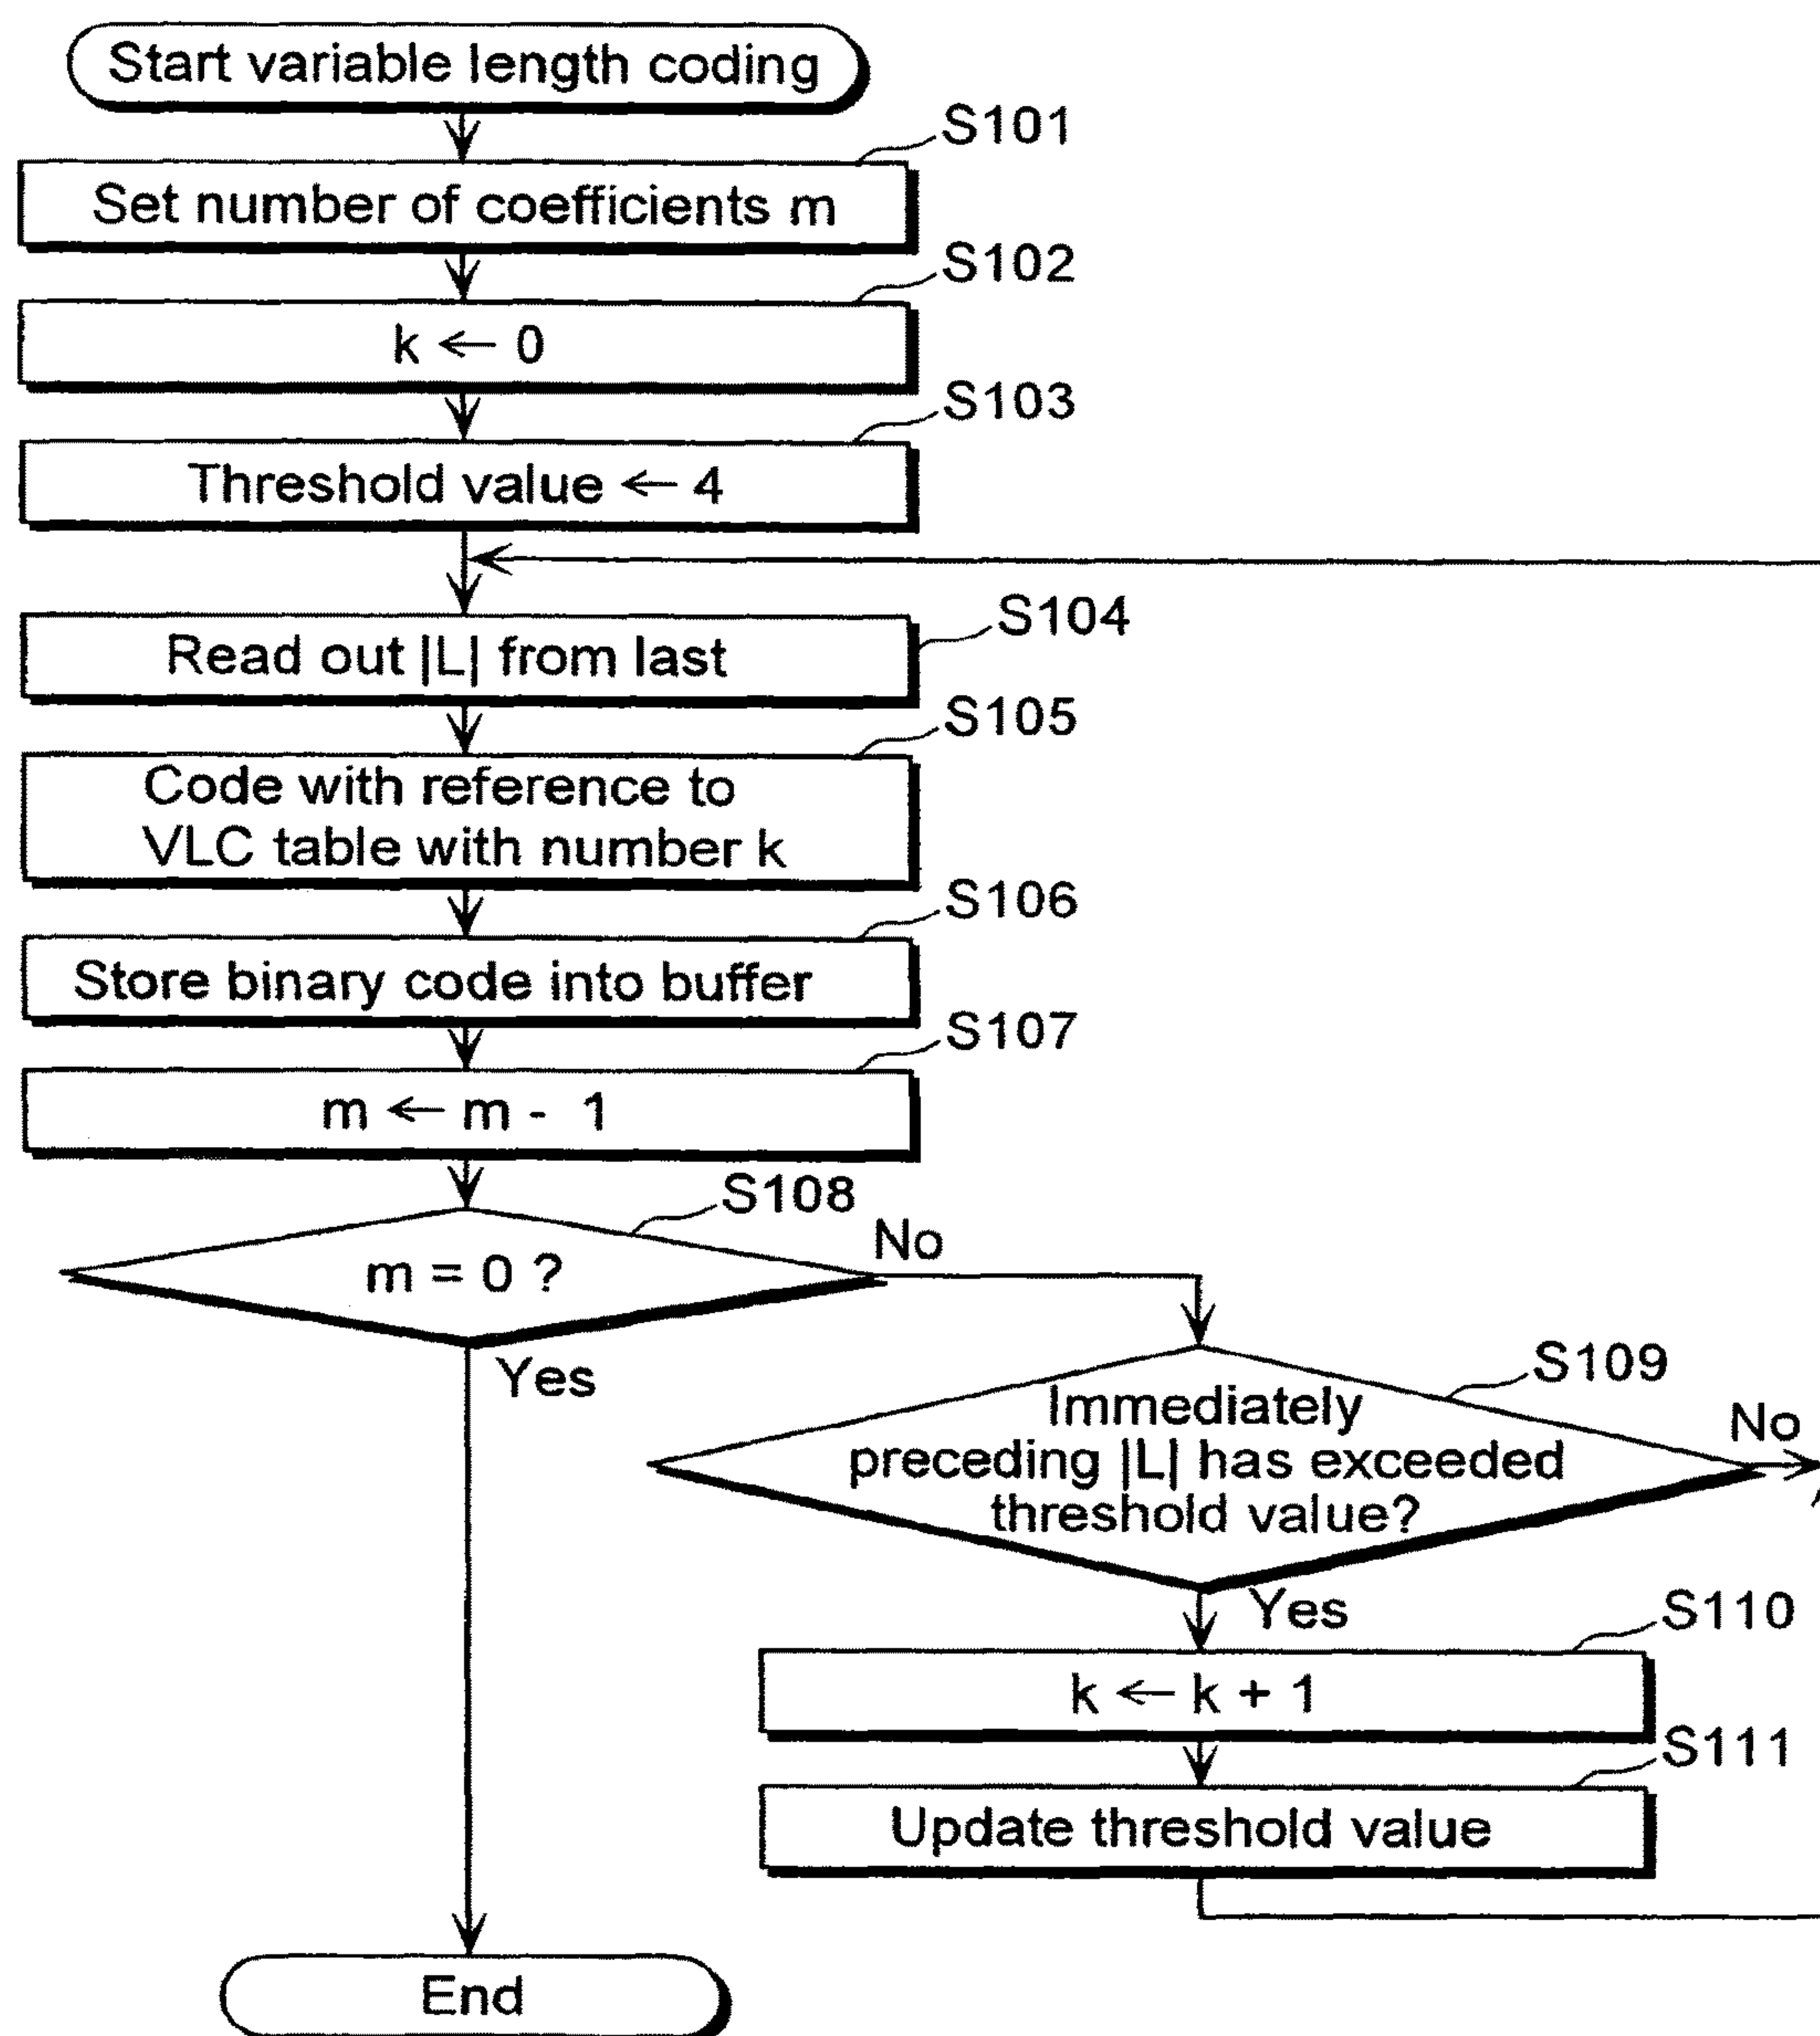 Start variable length coding
S101
Set number of coefficients m
S102
k ← 0
S103
Threshold value ← 4
S104
Read out |L| from last
S105
Code with reference to
VLC table with number k
S106
Store binary code into buffer
S107
m ← m - 1
S108
m = 0 ?
No
Yes
S109
Immediately
preceding |L| has exceeded
threshold value?
No
Yes
S110
k ← k + 1
S111
Update threshold value
End